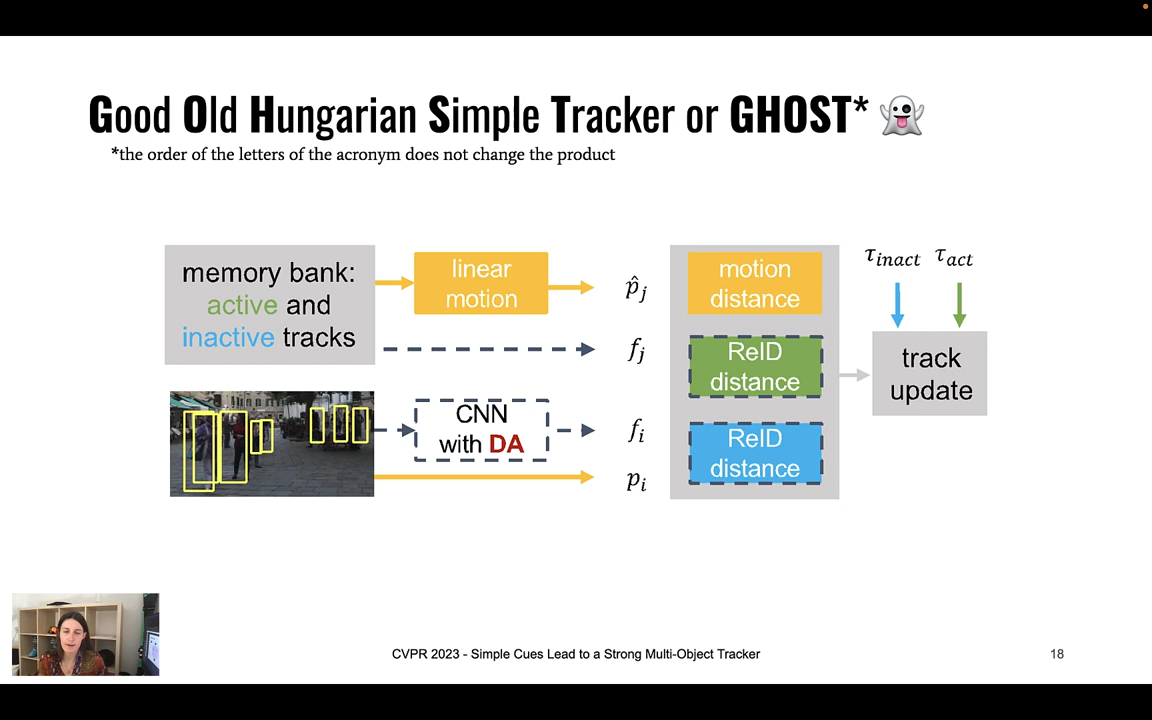 Good Old Hungarian Simple Tracker or GHOST* 👻
*the order of the letters of the acronym does not change the product
memory bank:
active and
inactive tracks
linear
motion
p̂ⱼ
fⱼ
CNN
with DA
fᵢ
pᵢ
motion
distance
ReID
distance
ReID
distance
τ_inact τ_act
track
update
CVPR 2023 - Simple Cues Lead to a Strong Multi-Object Tracker
18